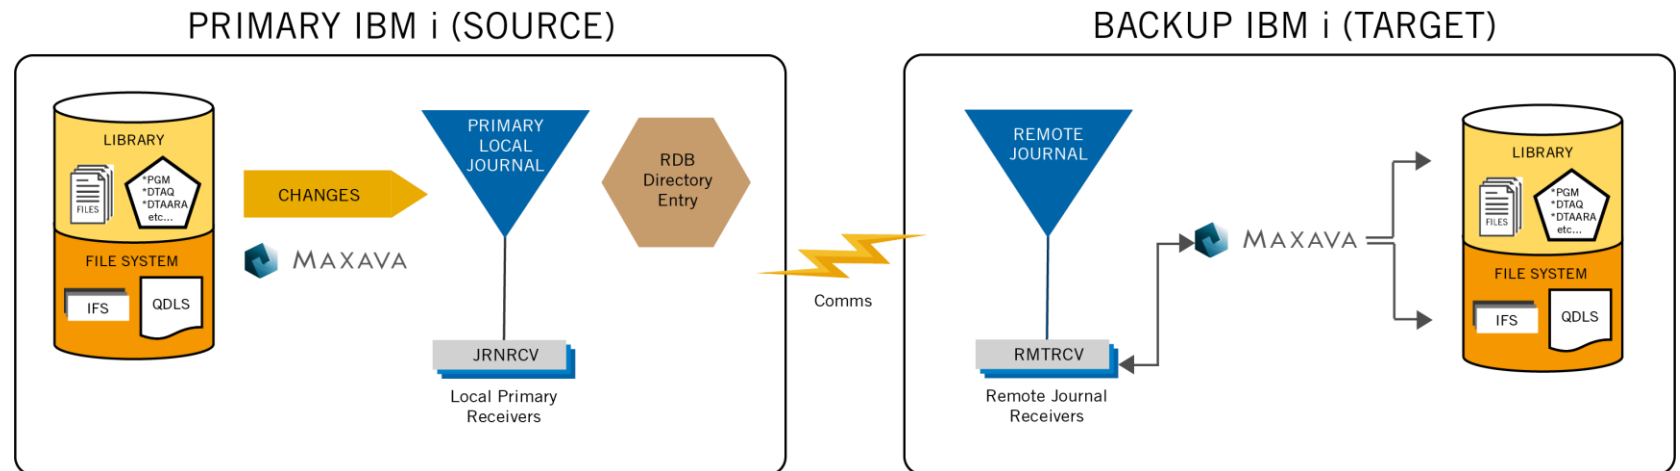 PRIMARY IBM i (SOURCE)
LIBRARY
FILES
*PGM
*DTAQ
*DTAARA
etc...
FILE SYSTEM
IFS
QDLS
CHANGES
MAXAVA
PRIMARY
LOCAL
JOURNAL
RDB
Directory
Entry
JRNRCV
Local Primary
Receivers
Comms
BACKUP IBM i (TARGET)
REMOTE
JOURNAL
RMTRCV
Remote Journal
Receivers
MAXAVA
LIBRARY
FILES
*PGM
*DTAQ
*DTAARA
etc...
FILE SYSTEM
IFS
QDLS